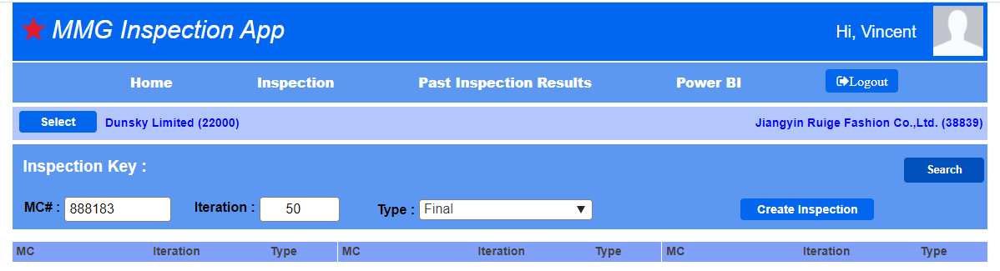 MMG Inspection App
Hi, Vincent
Home Inspection Past Inspection Results Power BI Logout
Select Dunsky Limited (22000) Jiangyin Ruige Fashion Co.,Ltd. (38839)
Inspection Key :
Search
MC# : 888183 Iteration : 50 Type : Final Create Inspection
MC Iteration Type MC Iteration Type MC Iteration Type